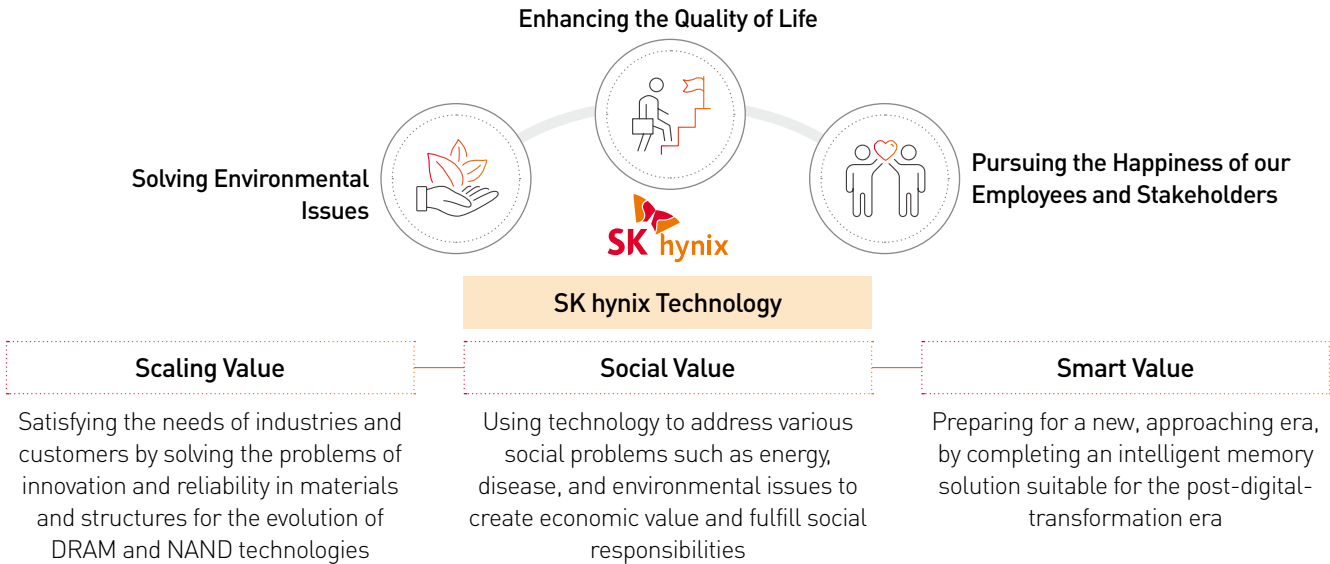 Enhancing the Quality of Life
Solving Environmental
Issues
Pursuing the Happiness of our
Employees and Stakeholders
SK hynix
SK hynix Technology
Scaling Value
Satisfying the needs of industries and
customers by solving the problems of
innovation and reliability in materials
and structures for the evolution of
DRAM and NAND technologies
Social Value
Using technology to address various
social problems such as energy,
disease, and environmental issues to
create economic value and fulfill social
responsibilities
Smart Value
Preparing for a new, approaching era,
by completing an intelligent memory
solution suitable for the post-digital-
transformation era